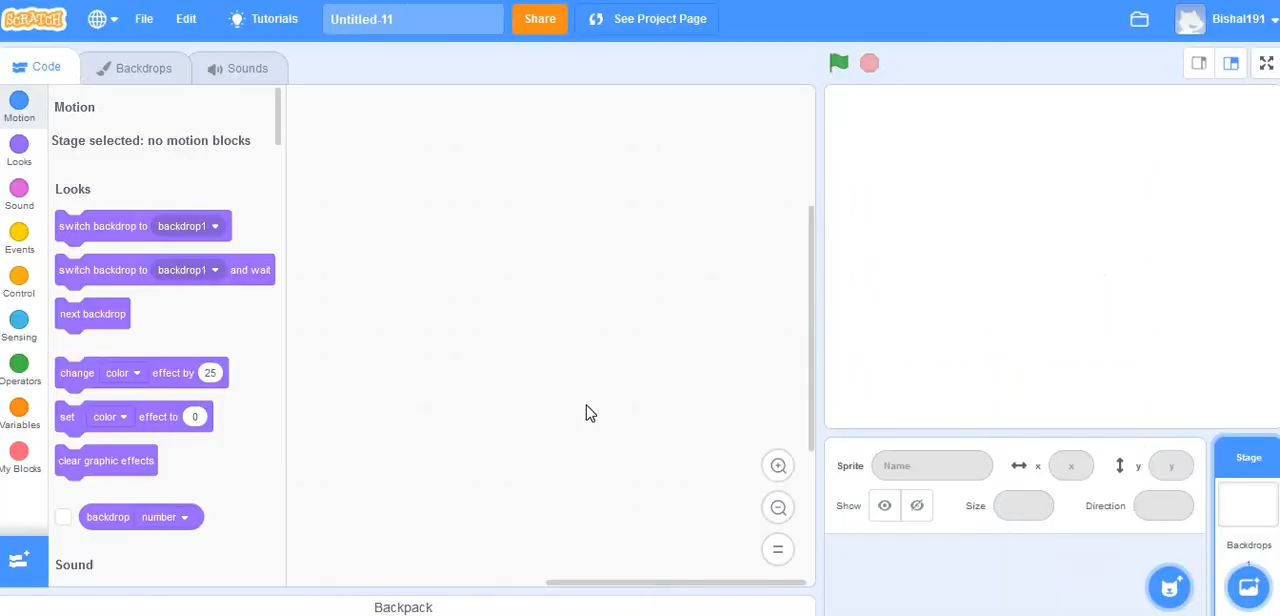 SCRATCH File Edit Tutorials Untitled-11 Share See Project Page Bishal191
Code Backdrops Sounds
Motion
Looks
Sound
Events
Control
Sensing
Operators
Variables
My Blocks
Motion
Stage selected: no motion blocks
Looks
switch backdrop to backdrop1
switch backdrop to backdrop1 and wait
next backdrop
change color effect by 25
set color effect to 0
clear graphic effects
backdrop number
Sound
Backpack
Sprite Name x x y y
Show Size Direction
Stage
Backdrops
1